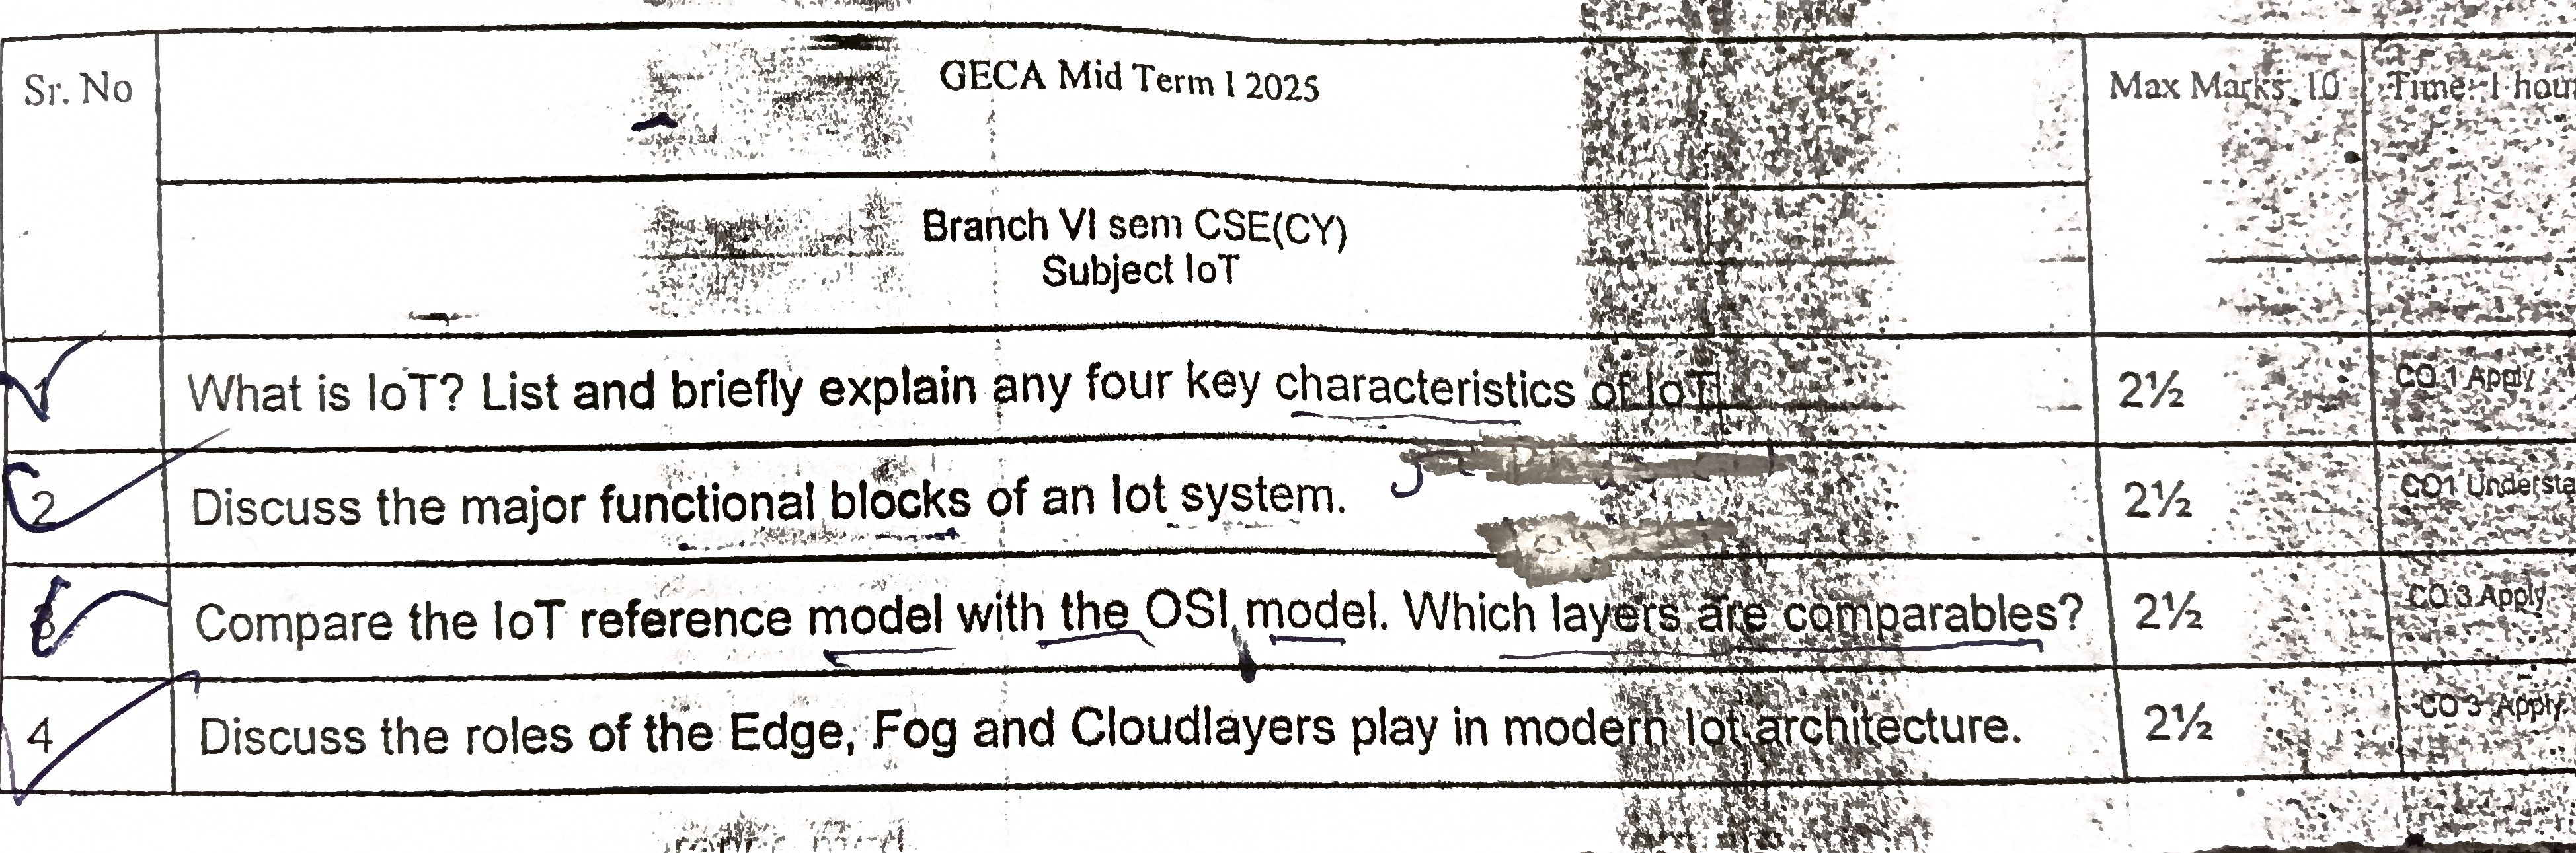 Sr. No
GECA Mid Term I 2025
Max Marks: 10
Time: 1 hour
Branch VI sem CSE(CY)
Subject IoT
1 What is IoT? List and briefly explain any four key characteristics of IoT 2½ CO 1 Apply
2 Discuss the major functional blocks of an Iot system. 2½ CO1 Understa
3 Compare the IoT reference model with the OSI model. Which layers are comparables? 2½ CO 3 Apply
4 Discuss the roles of the Edge, Fog and Cloudlayers play in modern Iot architecture. 2½ CO 3 Apply